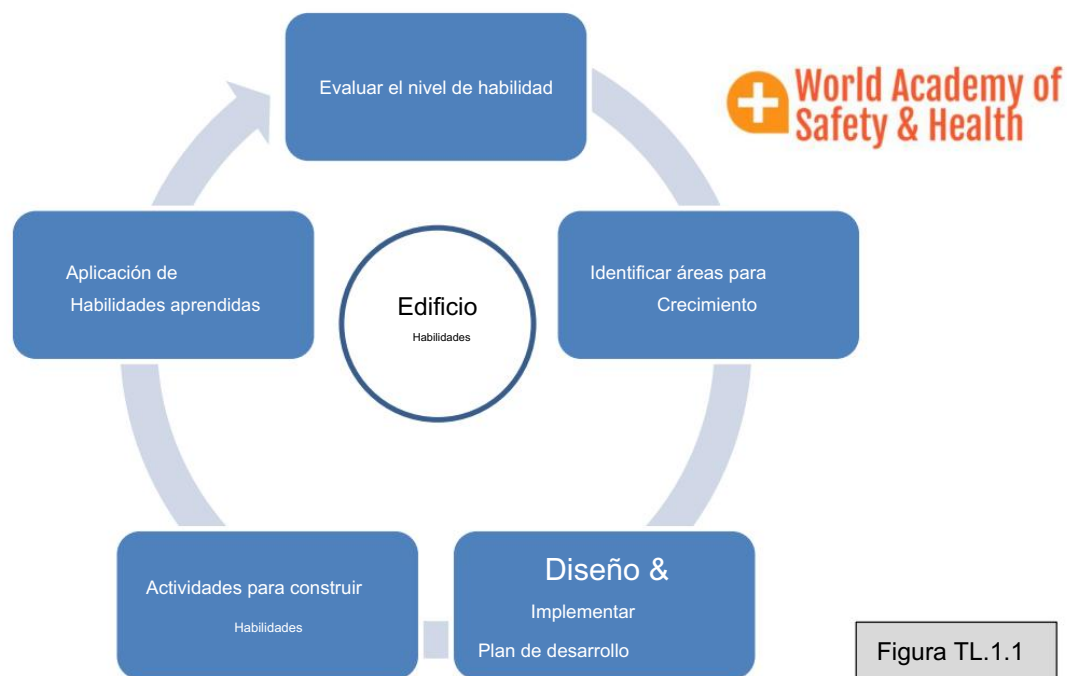 Evaluar el nivel de habilidad
World Academy of
Safety & Health
Aplicación de
Habilidades aprendidas
Edificio
Habilidades
Identificar áreas para
Crecimiento
Actividades para construir
Habilidades
Diseño &
Implementar
Plan de desarrollo
Figura TL.1.1